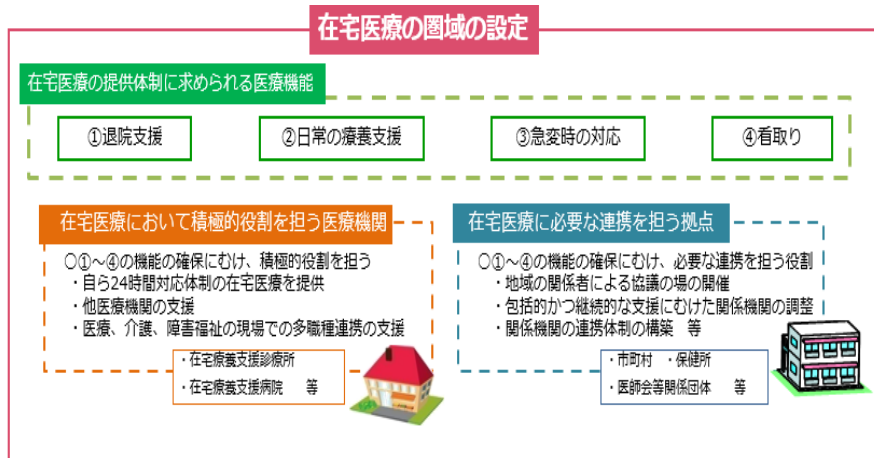 在宅医療の圏域の設定
在宅医療の提供体制に求められる医療機能
①退院支援
②日常の療養支援
③急変時の対応
④看取り
在宅医療において積極的役割を担う医療機関
○①～④の機能の確保にむけ、積極的役割を担う
・自ら24時間対応体制の在宅医療を提供
・他医療機関の支援
・医療、介護、障害福祉の現場での多職種連携の支援
・在宅療養支援診療所
・在宅療養支援病院　等
在宅医療に必要な連携を担う拠点
○①～④の機能の確保にむけ、必要な連携を担う役割
・地域の関係者による協議の場の開催
・包括的かつ継続的な支援にむけた関係機関の調整
・関係機関の連携体制の構築　等
・市町村　・保健所
・医師会等関係団体　等